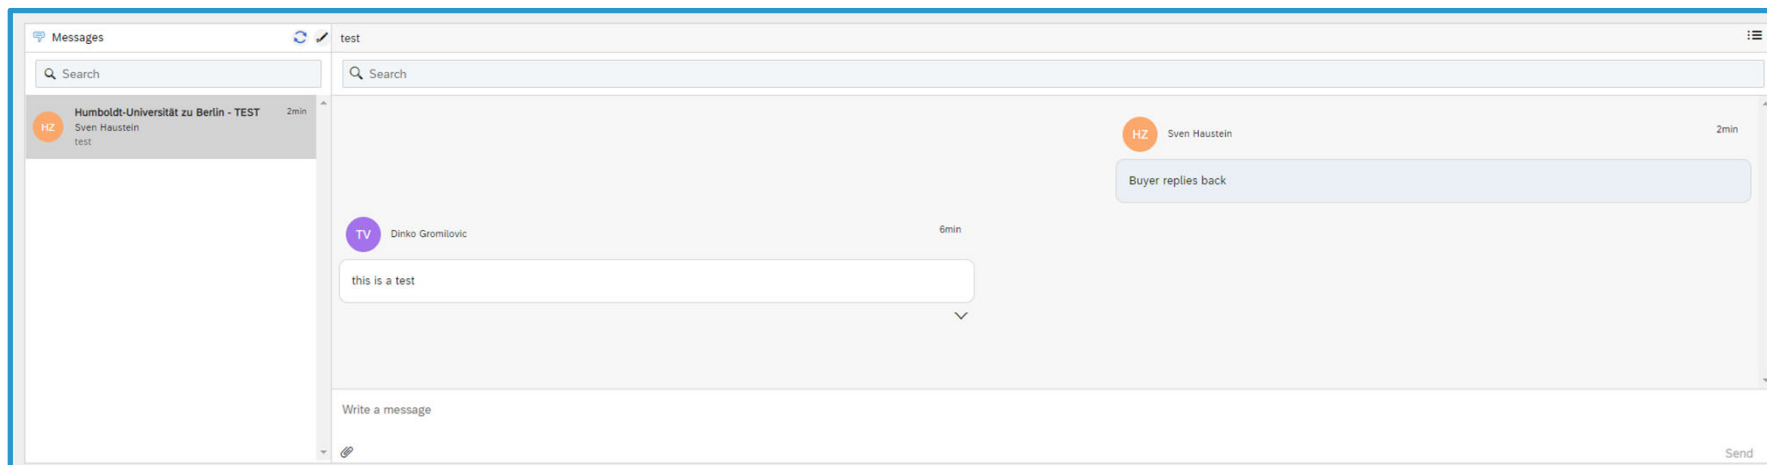 Messages
Search
HZ
Humboldt-Universität zu Berlin - TEST
2min
Sven Haustein
test
test
Search
HZ
Sven Haustein
2min
Buyer replies back
TV
Dinko Gromilovic
6min
this is a test
Write a message
Send